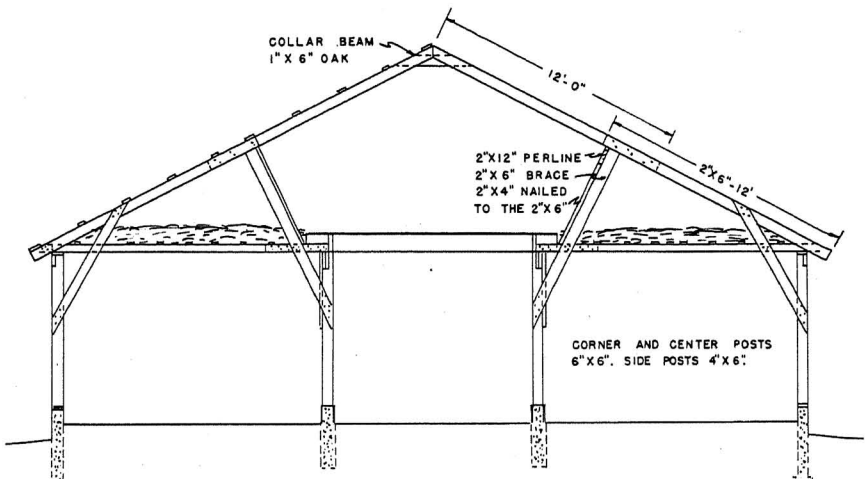 COLLAR BEAM
1"X 6" OAK
12'-0"
2"X12" PERLINE
2"X 6" BRACE
2"X4" NAILED
TO THE 2"X6"
2"X6"-12'
CORNER AND CENTER POSTS
6"X6". SIDE POSTS 4"X6".